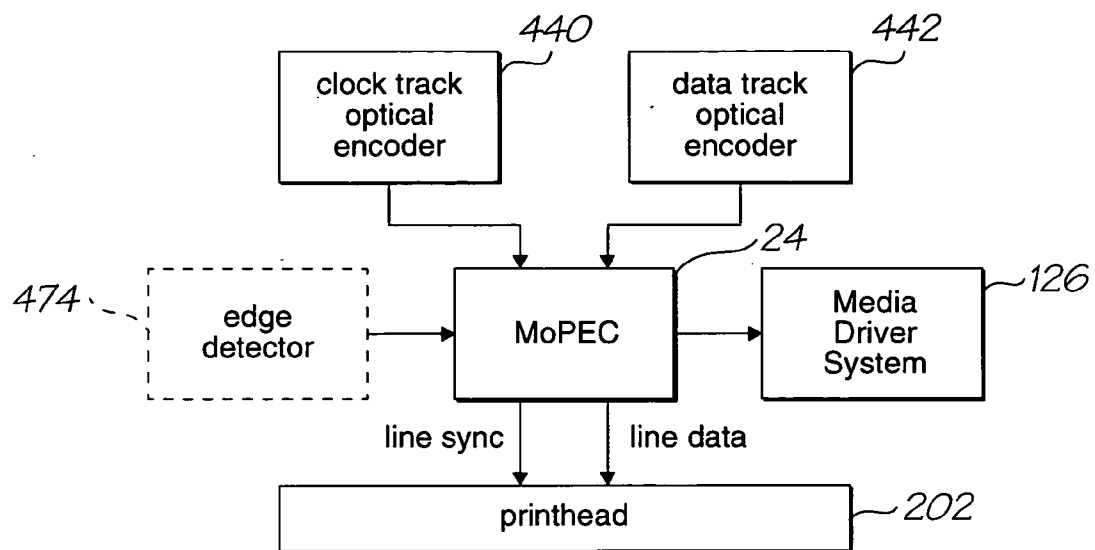 440
442
clock track
optical
encoder
data track
optical
encoder
24
474
edge
detector
MoPEC
Media
Driver
System
126
line sync
line data
printhead
202